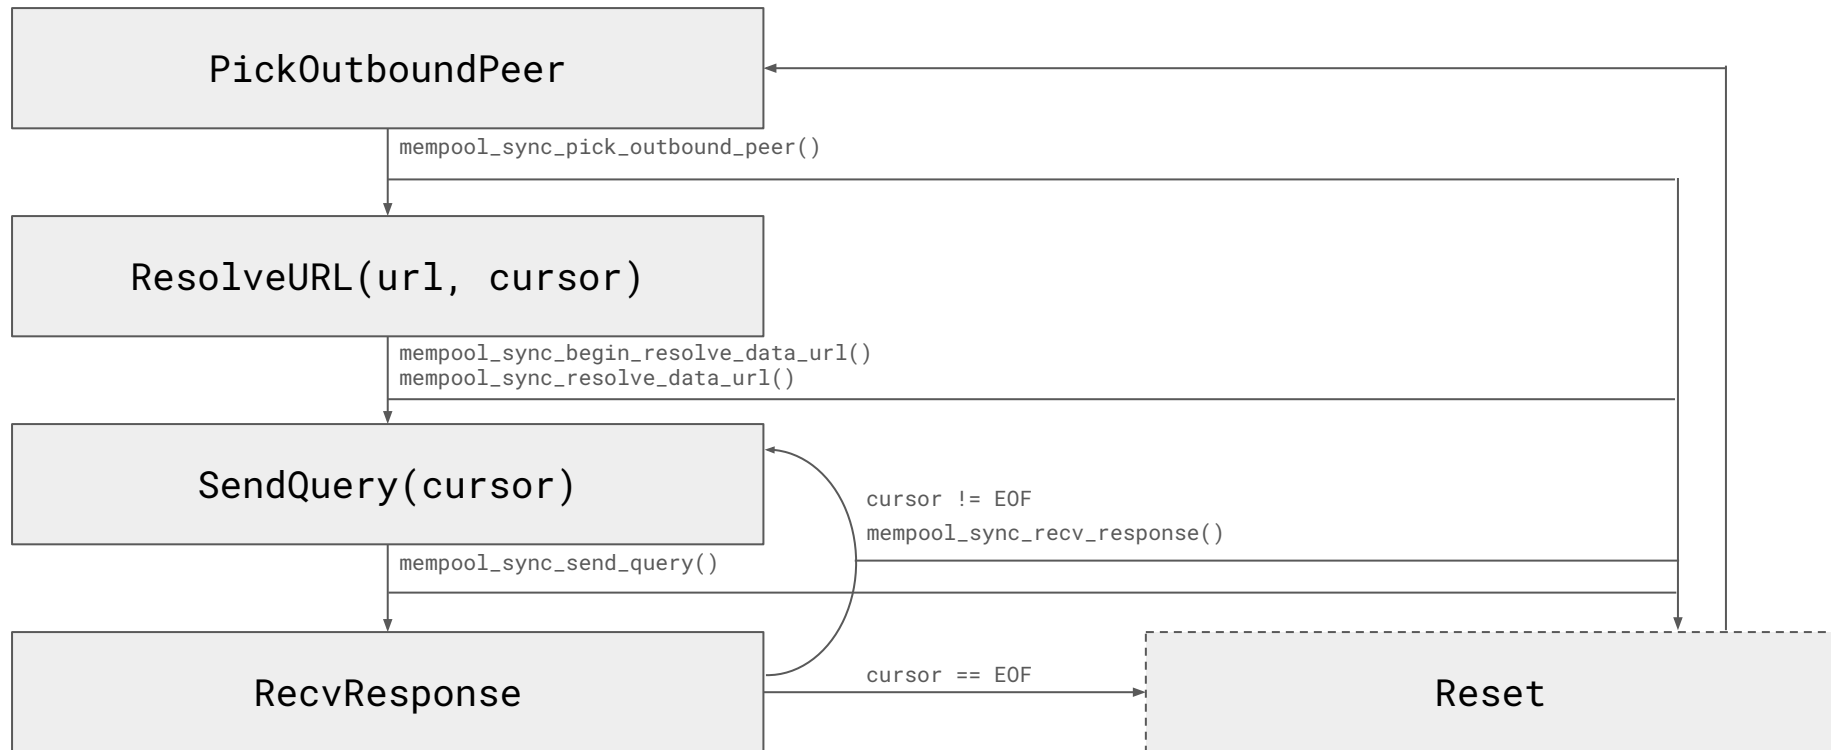 PickOutboundPeer
mempool_sync_pick_outbound_peer()
ResolveURL(url, cursor)
mempool_sync_begin_resolve_data_url()
mempool_sync_resolve_data_url()
SendQuery(cursor)
cursor != EOF
mempool_sync_recv_response()
mempool_sync_send_query()
RecvResponse
cursor == EOF
Reset